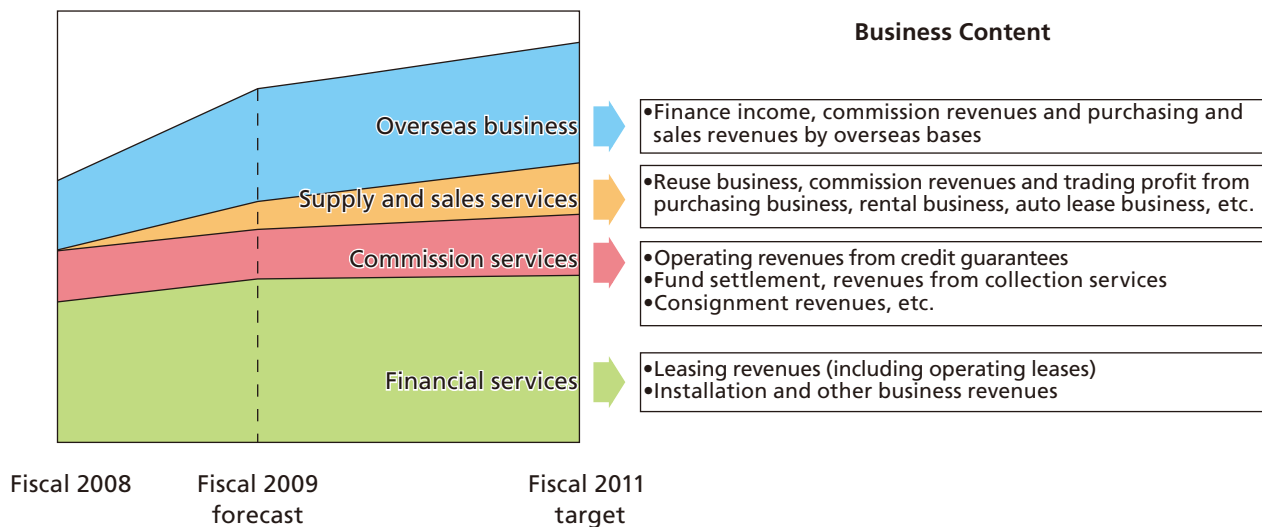 Business Content
Overseas business
•Finance income, commission revenues and purchasing and
sales revenues by overseas bases
Supply and sales services
•Reuse business, commission revenues and trading profit from
purchasing business, rental business, auto lease business, etc.
Commission services
•Operating revenues from credit guarantees
•Fund settlement, revenues from collection services
•Consignment revenues, etc.
Financial services
•Leasing revenues (including operating leases)
•Installation and other business revenues
Fiscal 2008
Fiscal 2009
forecast
Fiscal 2011
target